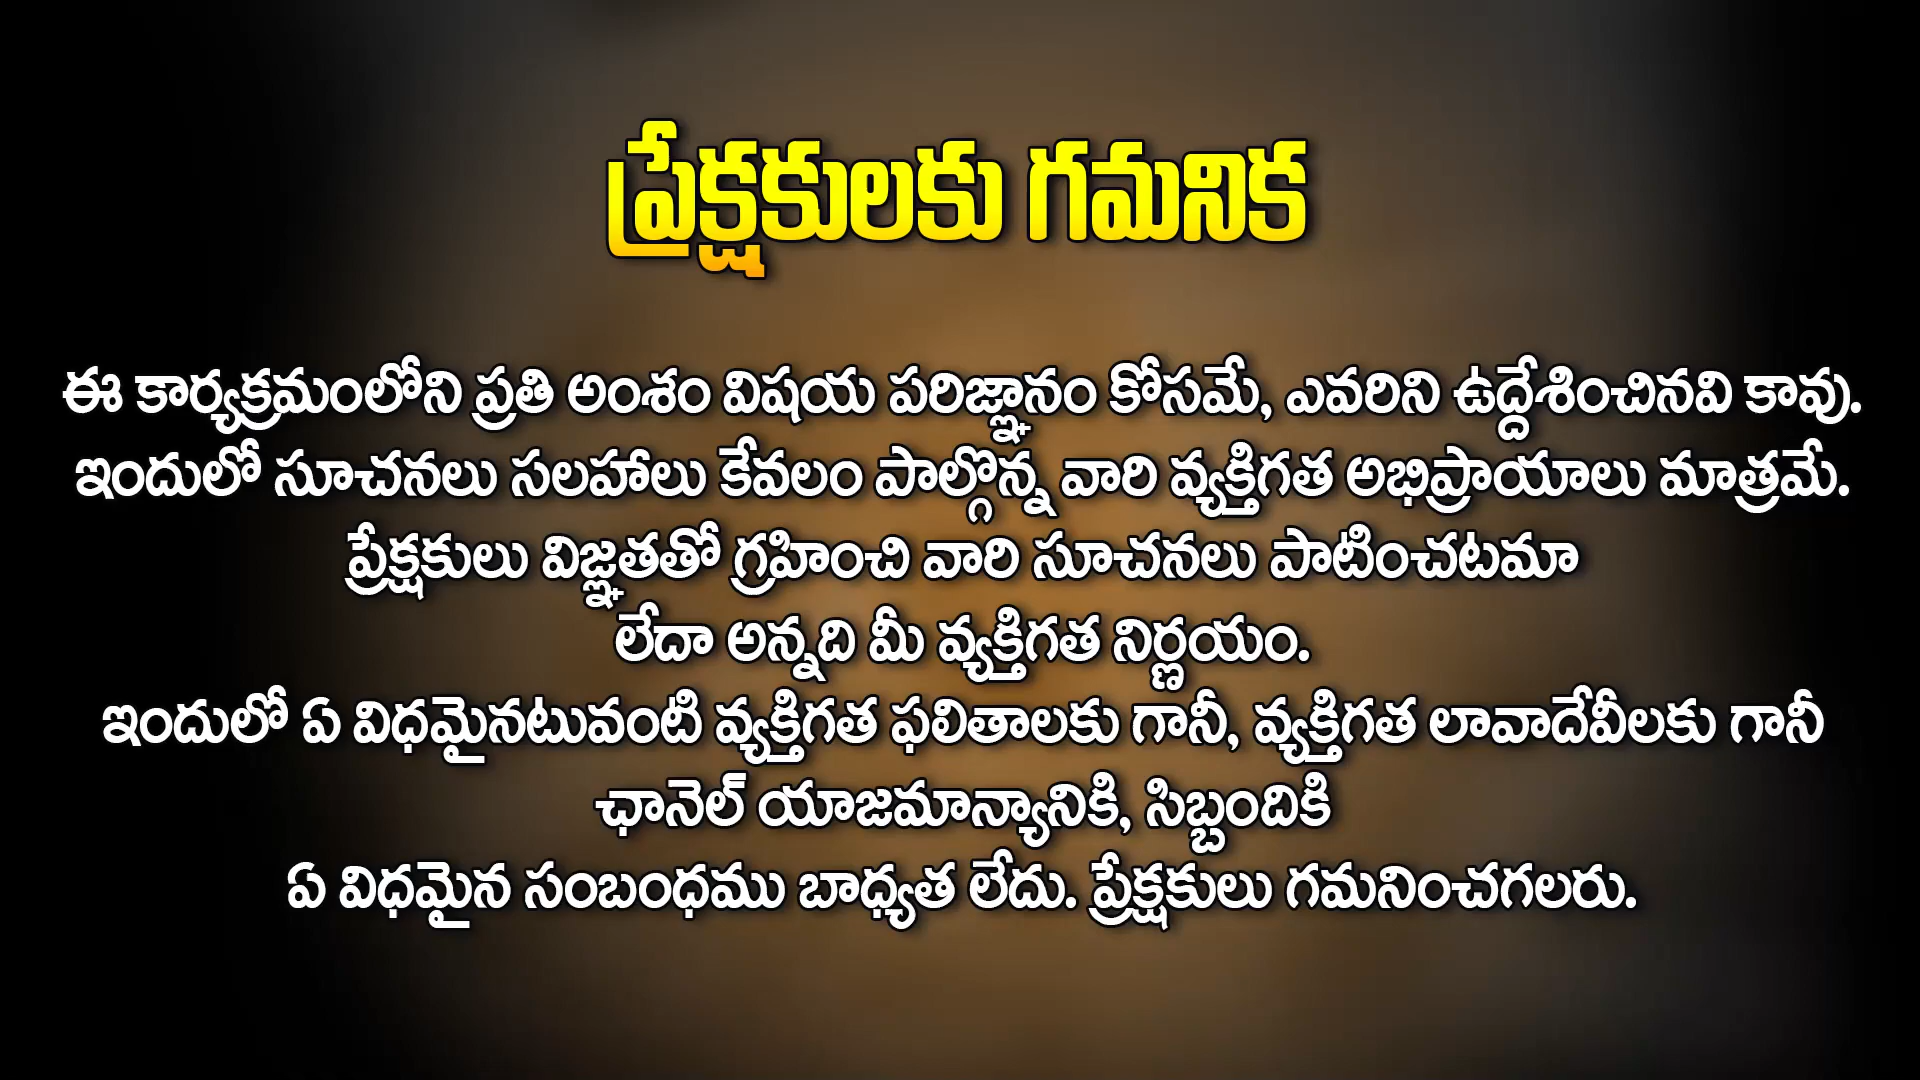 ప్రేక్షకులకు గమనిక
ఈ కార్యక్రమంలోని ప్రతి అంశం విషయ పరిజ్ఞానం కోసమే, ఎవరిని ఉద్దేశించినవి కావు.
ఇందులో సూచనలు సలహాలు కేవలం పాల్గొన్న వారి వ్యక్తిగత అభిప్రాయాలు మాత్రమే.
ప్రేక్షకులు విజ్ఞతతో గ్రహించి వారి సూచనలు పాటించటమా
లేదా అన్నది మీ వ్యక్తిగత నిర్ణయం.
ఇందులో ఏ విధమైనటువంటి వ్యక్తిగత ఫలితాలకు గానీ, వ్యక్తిగత లావాదేవీలకు గానీ
ఛానెల్ యాజమాన్యానికి, సిబ్బందికి
ఏ విధమైన సంబంధము బాధ్యత లేదు. ప్రేక్షకులు గమనించగలరు.